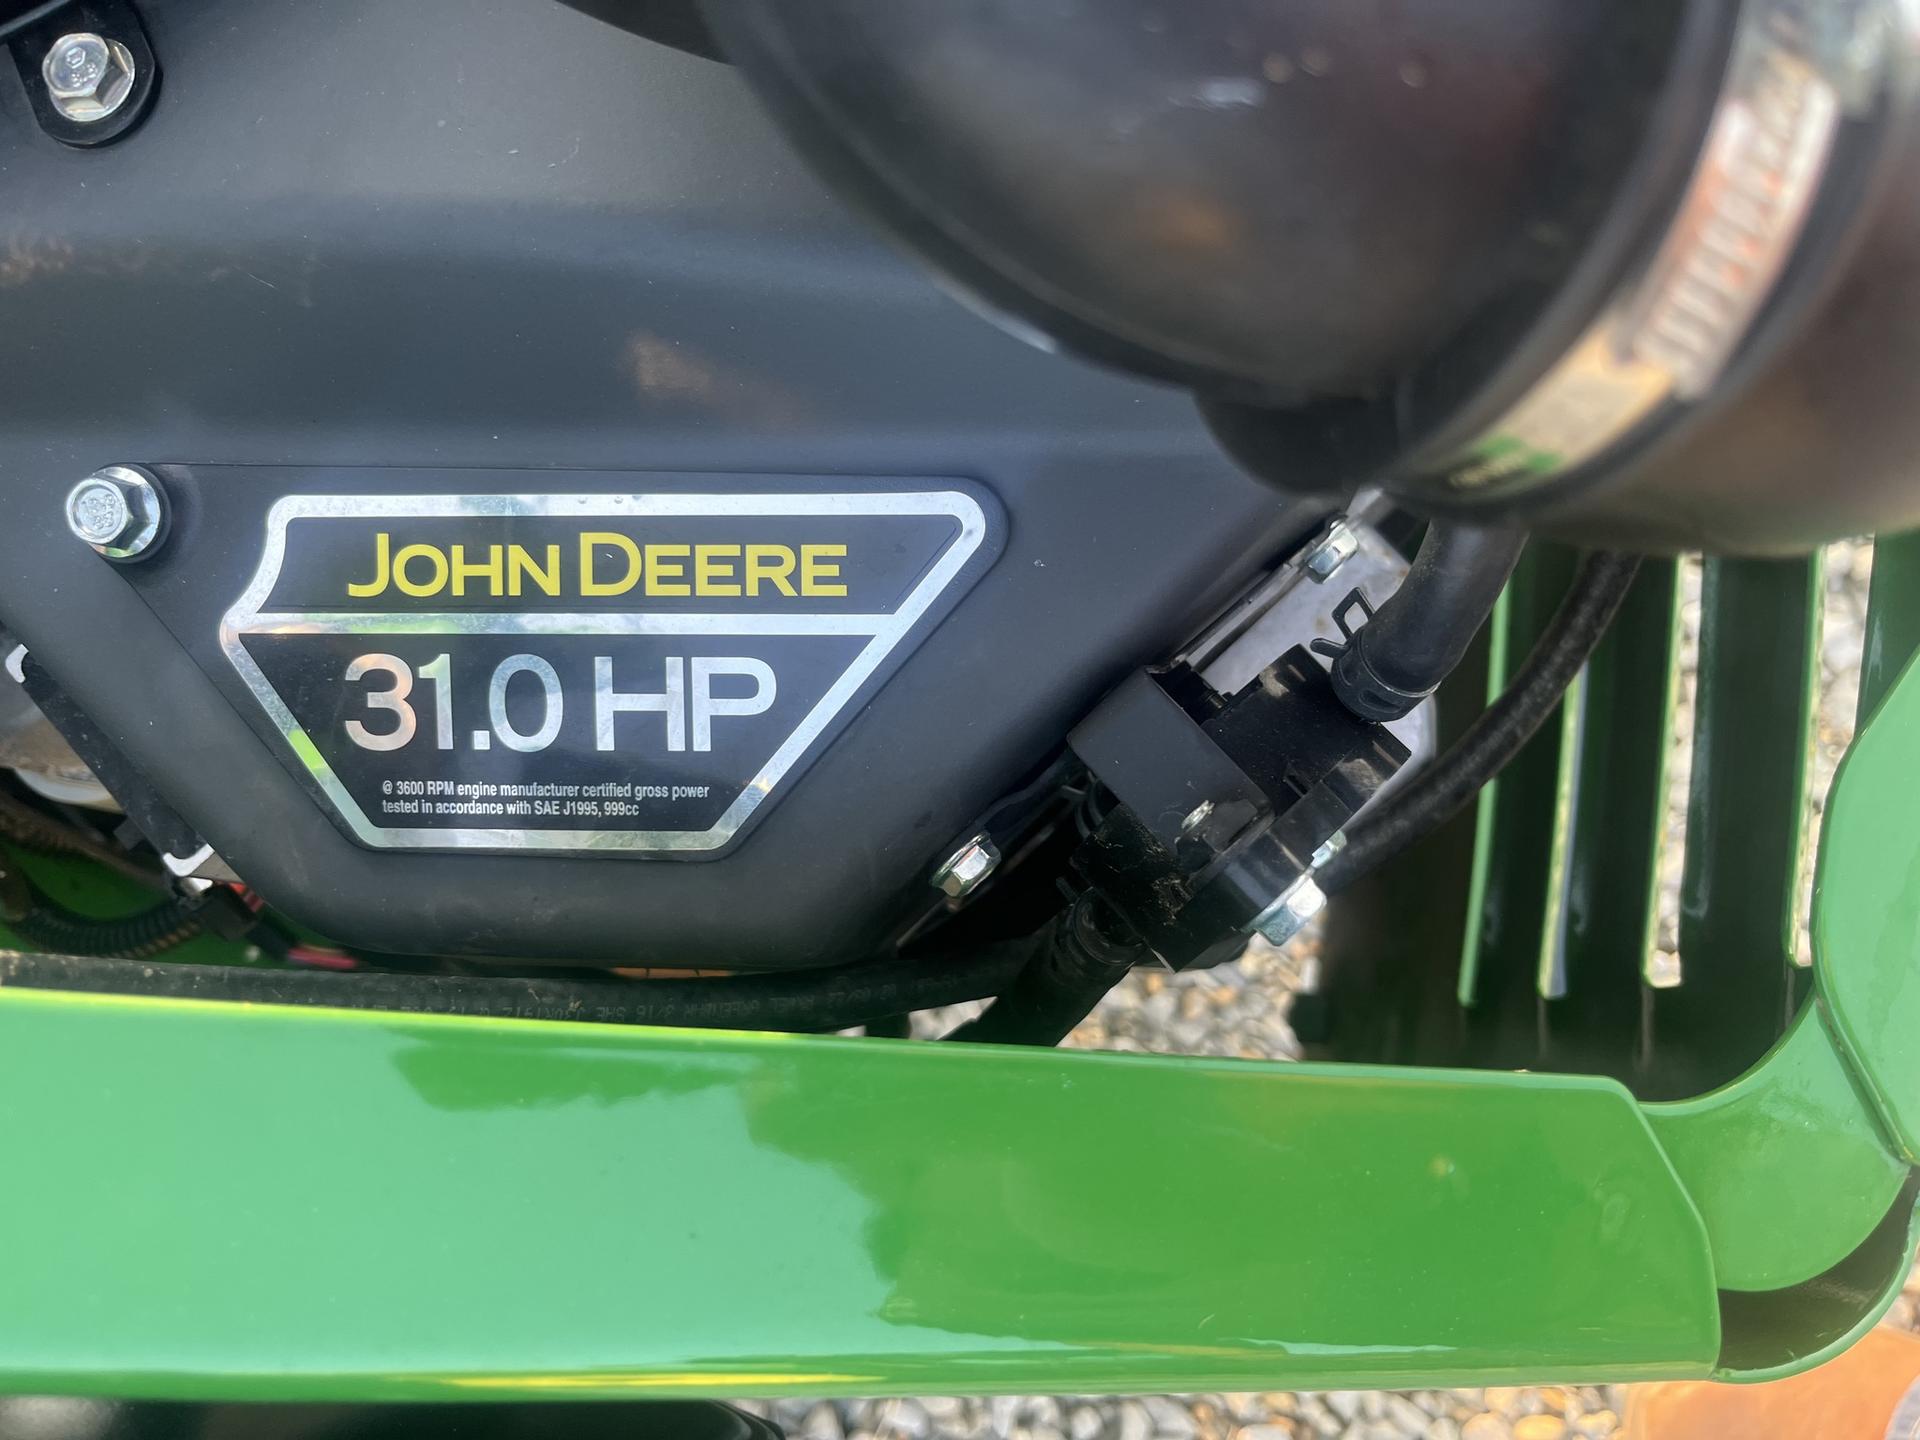 JOHN DEERE
31.0 HP
@ 3600 RPM engine manufacturer certified gross power
tested in accordance with SAE J1995, 999cc